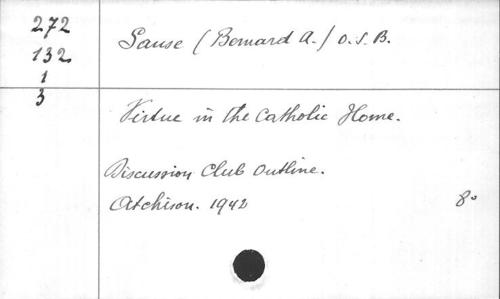 272
132
1
3
Sause (Bernard A.) O.S.B.
Virtue in the Catholic Home.
Discussion Club Outline.
Atchison. 1942
8°